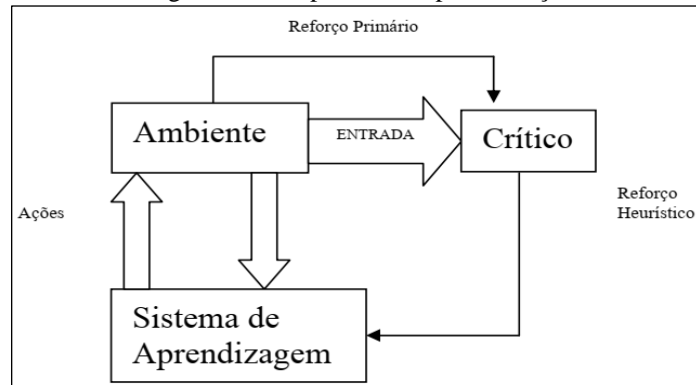 Reforço Primário
Ambiente
ENTRADA
Crítico
Ações
Reforço
Heurístico
Sistema de
Aprendizagem